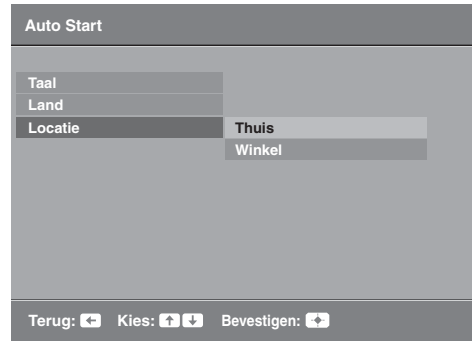 Auto Start
Taal
Land
Locatie
Thuis
Winkel
Terug: Kies: Bevestigen: